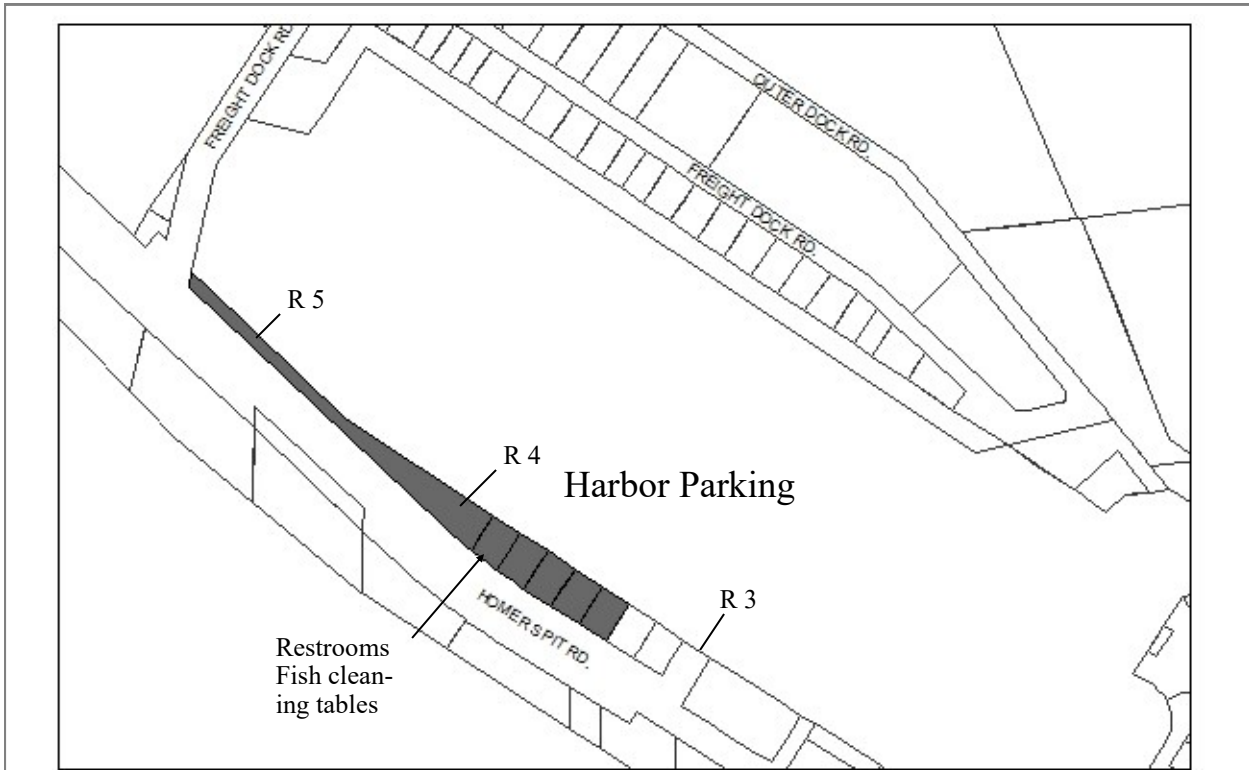 FREIGHT DOCK RD.
OUTER DOCK RD.
FREIGHT DOCK RD.
R 5
R 4
Harbor Parking
R 3
HOMER SPIT RD.
Restrooms
Fish clean-
ing tables